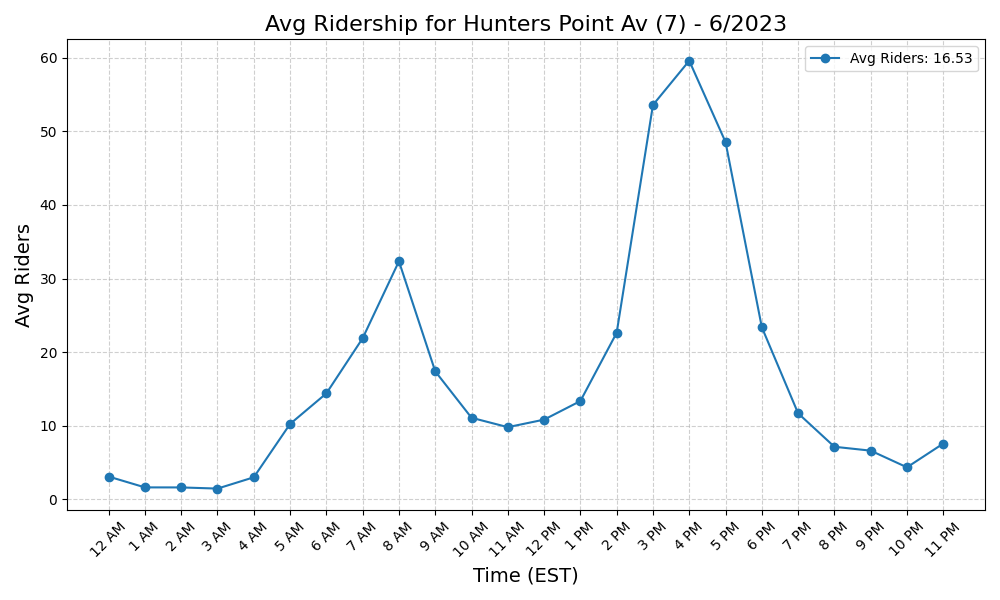 Avg Ridership for Hunters Point Av (7) - 6/2023
Avg Riders: 16.53
Avg Riders
60
50
40
30
20
10
0
12 AM
1 AM
2 AM
3 AM
4 AM
5 AM
6 AM
7 AM
8 AM
9 AM
10 AM
11 AM
12 PM
1 PM
2 PM
3 PM
4 PM
5 PM
6 PM
7 PM
8 PM
9 PM
10 PM
11 PM
Time (EST)